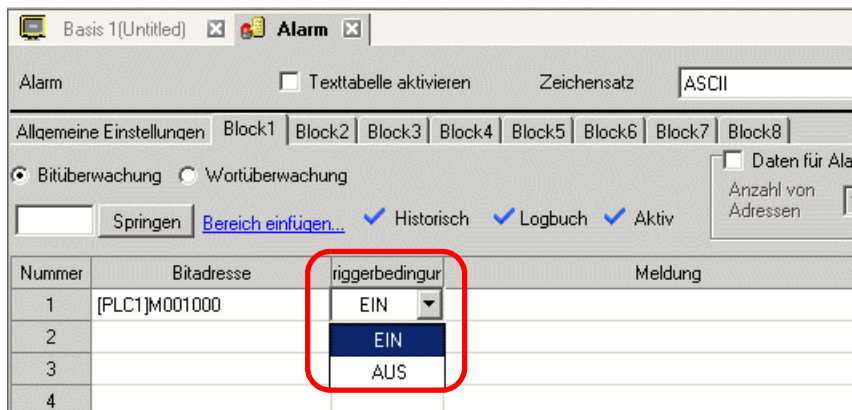 Basis 1(Untitled) Alarm
Alarm Texttabelle aktivieren Zeichensatz ASCII
Allgemeine Einstellungen Block1 Block2 Block3 Block4 Block5 Block6 Block7 Block8
Bitüberwachung Wortüberwachung Daten für Ala
Anzahl von
Adressen
Springen Bereich einfügen... Historisch Logbuch Aktiv
Nummer Bitadresse riggerbedingur Meldung
1 [PLC1]M001000 EIN
2 EIN
3 AUS
4